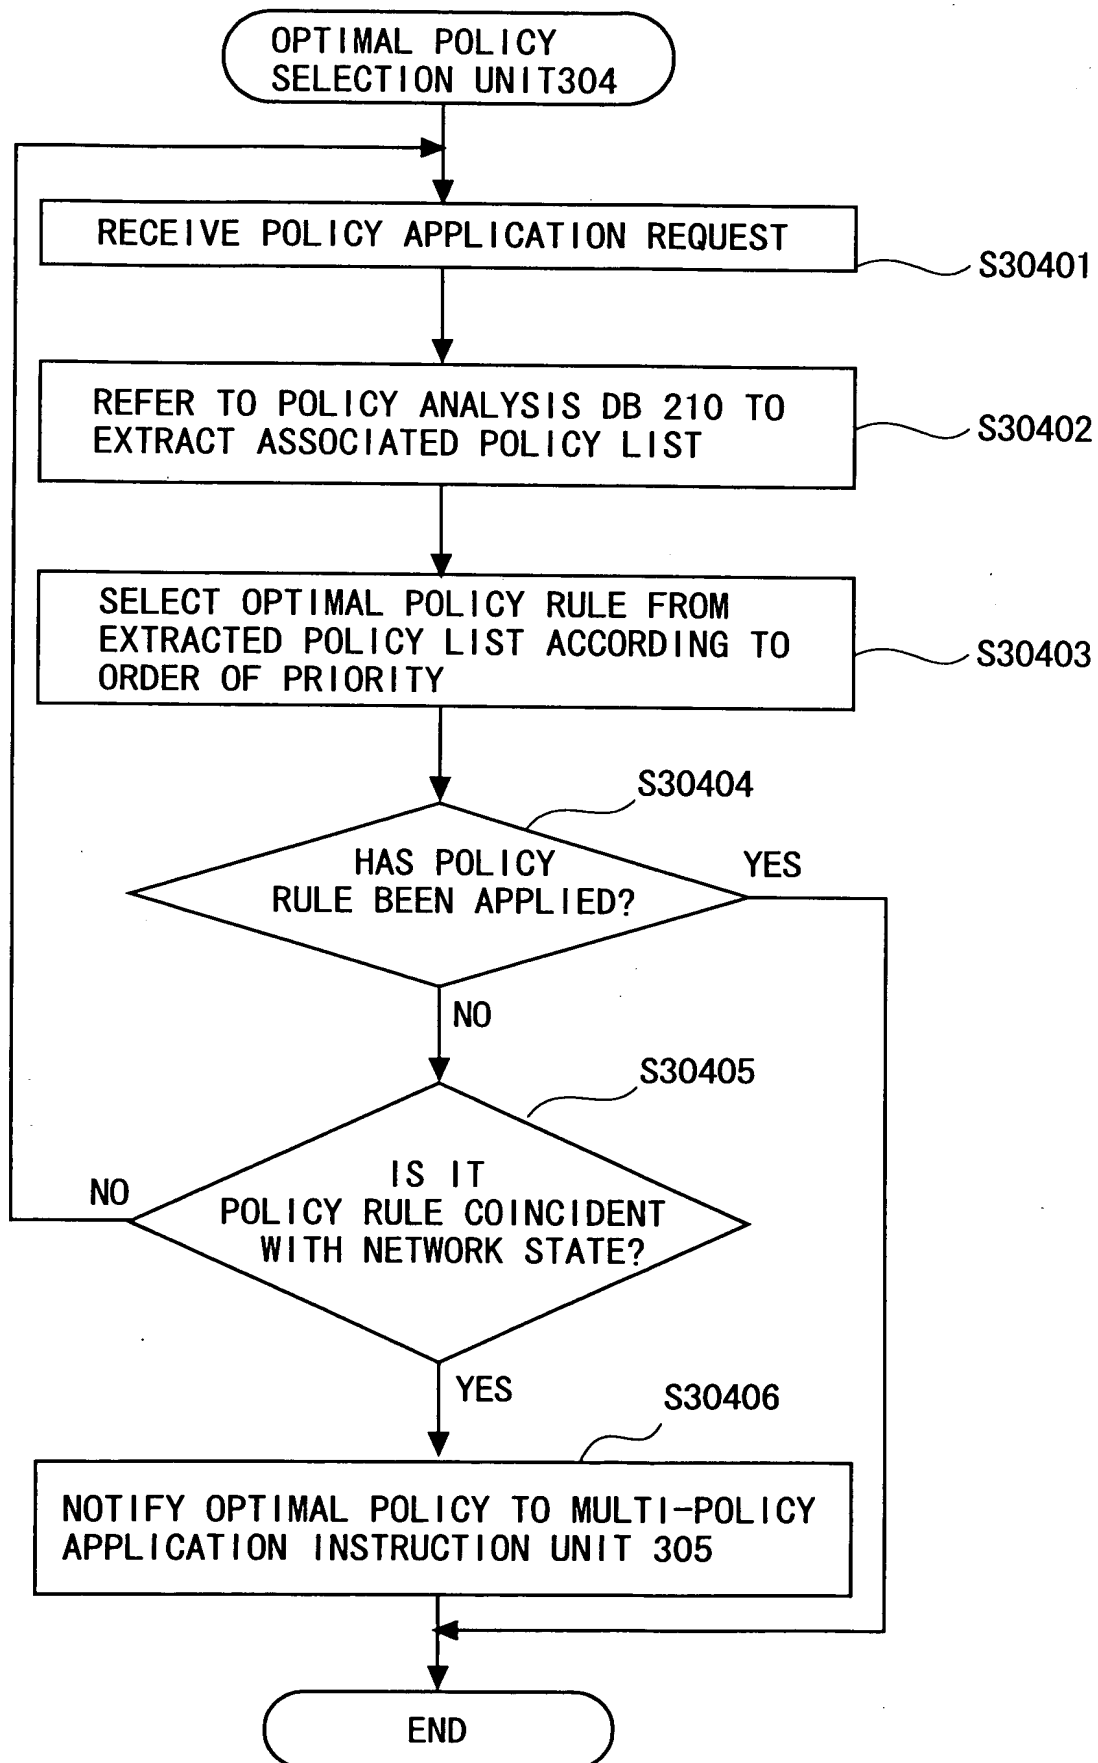 OPTIMAL POLICY
SELECTION UNIT304
RECEIVE POLICY APPLICATION REQUEST
S30401
REFER TO POLICY ANALYSIS DB 210 TO
EXTRACT ASSOCIATED POLICY LIST
S30402
SELECT OPTIMAL POLICY RULE FROM
EXTRACTED POLICY LIST ACCORDING TO
ORDER OF PRIORITY
S30403
S30404
HAS POLICY
RULE BEEN APPLIED?
YES
NO
S30405
IS IT
POLICY RULE COINCIDENT
WITH NETWORK STATE?
NO
YES
S30406
NOTIFY OPTIMAL POLICY TO MULTI-POLICY
APPLICATION INSTRUCTION UNIT 305
END